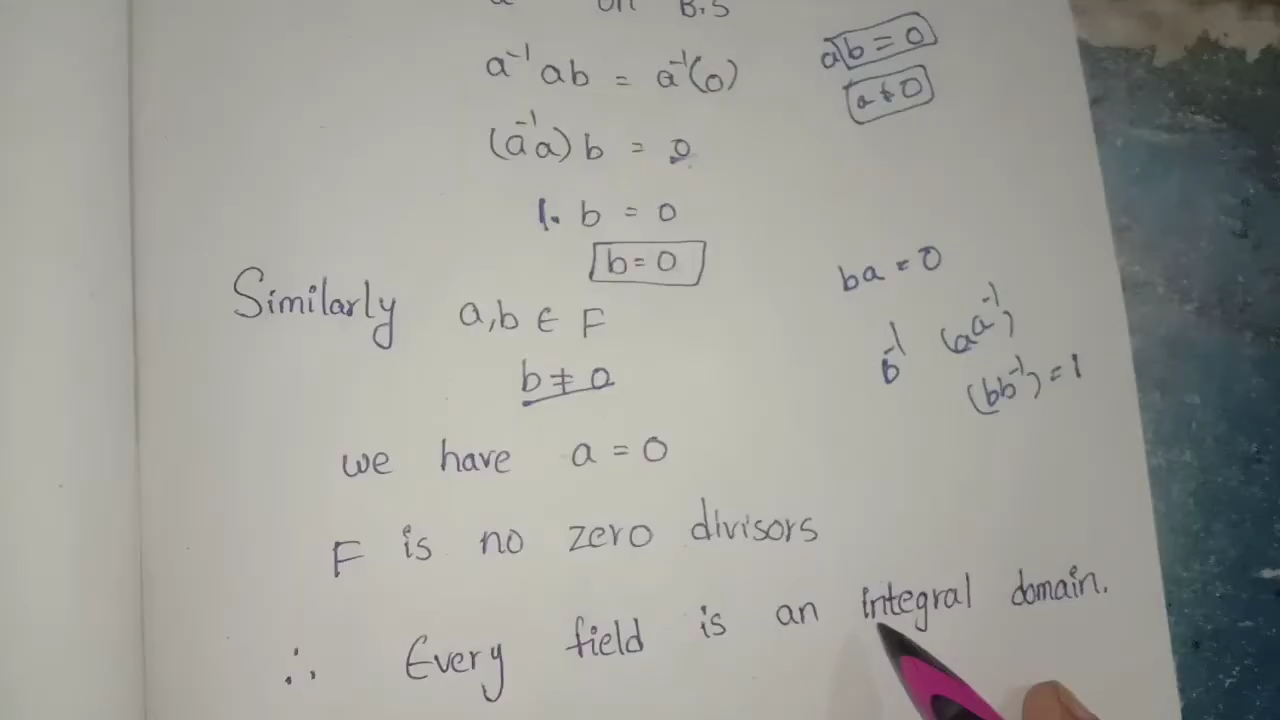 on B.S
a⁻¹ab = a⁻¹(0)
(a⁻¹a)b = 0
1. b = 0
b = 0
Similarly a,b ∈ F
b ≠ 0
we have a = 0
F is no zero divisors
∴ Every field is an integral domain.
ab = 0
a ≠ 0
ba = 0
b⁻¹ (aa⁻¹)
(bb⁻¹) = 1